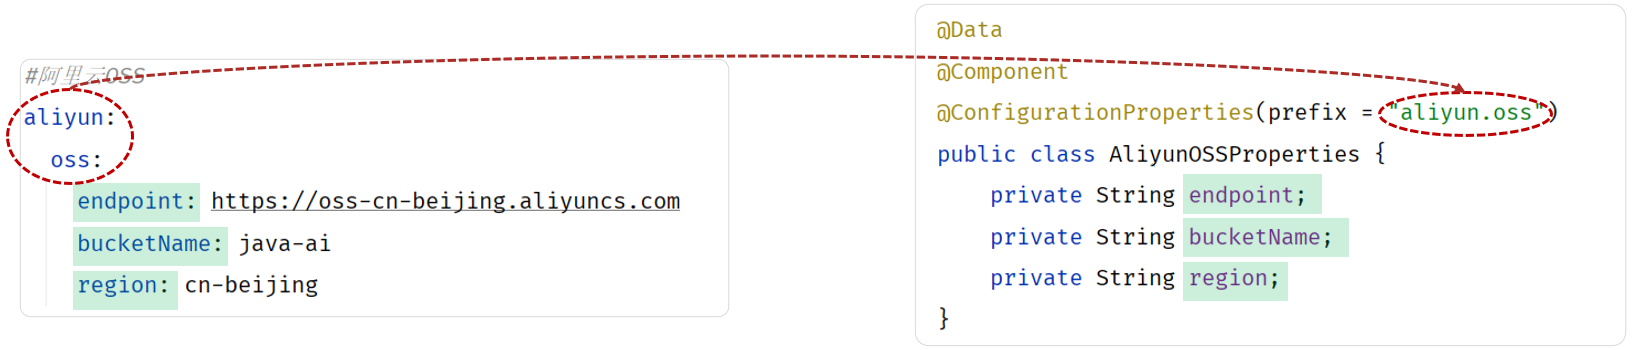 #阿里云OSS
aliyun:
oss:
endpoint: https://oss-cn-beijing.aliyuncs.com
bucketName: java-ai
region: cn-beijing
@Data
@Component
@ConfigurationProperties(prefix = "aliyun.oss")
public class AliyunOSSProperties {
private String endpoint;
private String bucketName;
private String region;
}